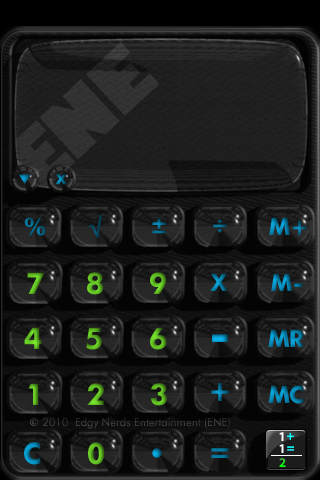 ENE
▼ x
% √ ± ÷ M+
7 8 9 X M-
4 5 6 - MR
1 2 3 + MC
© 2010 Edgy Nerds Entertainment (ENE)
C 0 • =
1+
1=
2